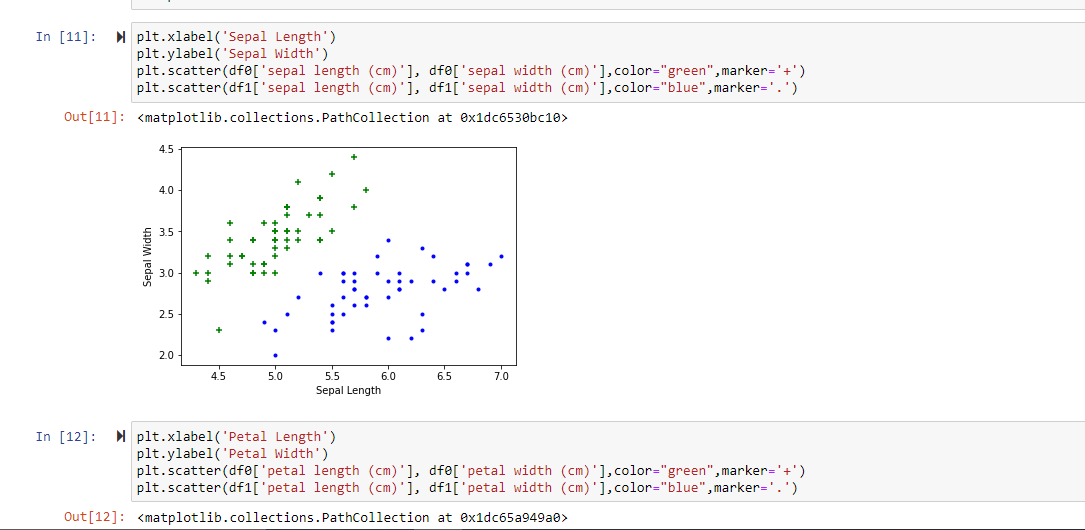 In [11]:
plt.xlabel('Sepal Length')
plt.ylabel('Sepal Width')
plt.scatter(df0['sepal length (cm)'], df0['sepal width (cm)'],color="green",marker='+')
plt.scatter(df1['sepal length (cm)'], df1['sepal width (cm)'],color="blue",marker='.')
Out[11]: <matplotlib.collections.PathCollection at 0x1dc6530bc10>
4.5
4.0
3.5
3.0
2.5
2.0
Sepal Width
4.5 5.0 5.5 6.0 6.5 7.0
Sepal Length
In [12]:
plt.xlabel('Petal Length')
plt.ylabel('Petal Width')
plt.scatter(df0['petal length (cm)'], df0['petal width (cm)'],color="green",marker='+')
plt.scatter(df1['petal length (cm)'], df1['petal width (cm)'],color="blue",marker='.')
Out[12]: <matplotlib.collections.PathCollection at 0x1dc65a949a0>